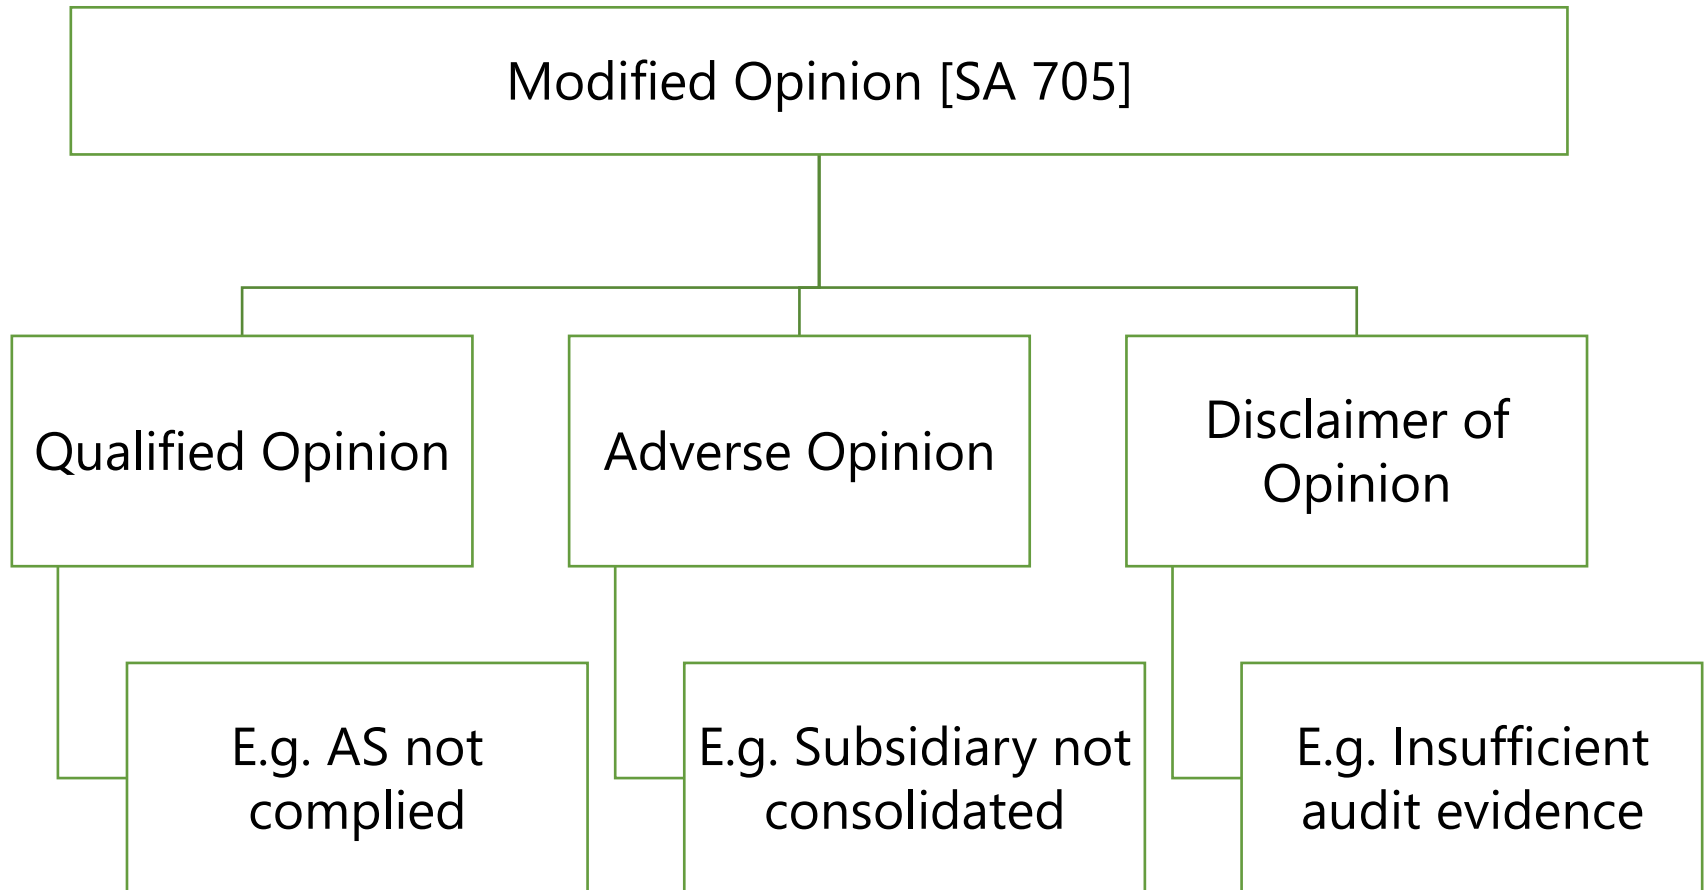 Modified Opinion [SA 705]
Qualified Opinion
Adverse Opinion
Disclaimer of
Opinion
E.g. AS not
complied
E.g. Subsidiary not
consolidated
E.g. Insufficient
audit evidence